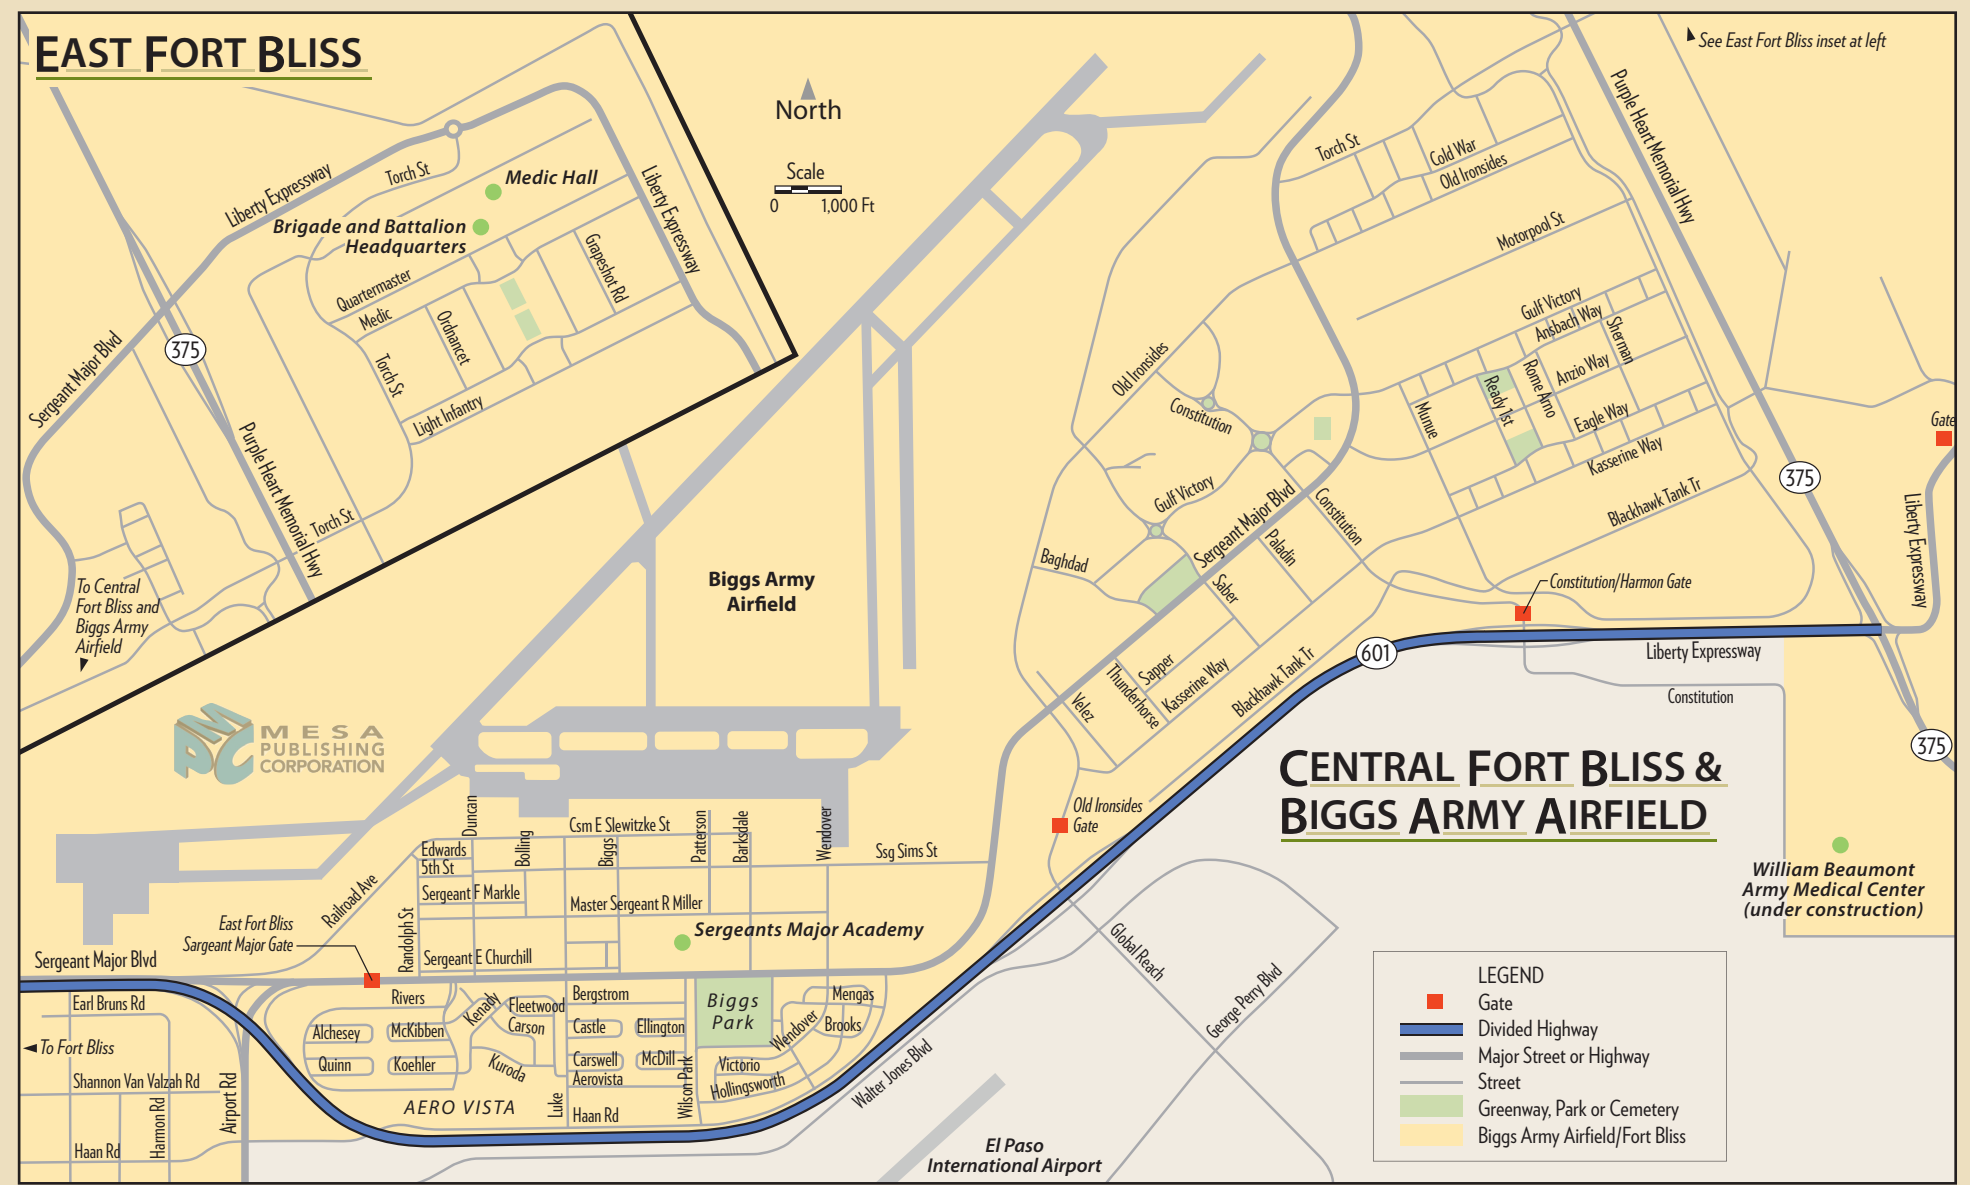 EAST FORT BLISS
See East Fort Bliss inset at left
North
Scale
0 1,000 Ft
Medic Hall
Brigade and Battalion
Headquarters
Liberty Expressway
Torch St
Liberty Expressway
Quartermaster
Medic
Ordnancet
Grapeshot Rd
Torch St
Light Infantry
375
Sergeant Major Blvd
Purple Heart Memorial Hwy
Torch St
To Central
Fort Bliss and
Biggs Army
Airfield
PMC
MESA
PUBLISHING
CORPORATION
Biggs Army
Airfield
Torch St
Cold War
Old Ironsides
Purple Heart Memorial Hwy
Motorpool St
Gulf Victory
Ansbach Way
Sherman
Anzio Way
Rome Arno
Ready 1st
Munue
Eagle Way
Kasserine Way
Blackhawk Tank Tr
Old Ironsides
Constitution
Gulf Victory
Sergeant Major Blvd
Constitution
Paladin
Saber
Baghdad
Sapper
Thunderhorse
Kasserine Way
Velez
Blackhawk Tank Tr
Gate
375
Liberty Expressway
Constitution/Harmon Gate
601
Liberty Expressway
Constitution
375
CENTRAL FORT BLISS &
BIGGS ARMY AIRFIELD
Old Ironsides
Gate
William Beaumont
Army Medical Center
(under construction)
Duncan
Edwards
5th St
Bolling
Csm E Slewitzke St
Biggs
Patterson
Barksdale
Wendover
Ssg Sims St
Railroad Ave
Sergeant F Markle
Master Sergeant R Miller
Randolph St
East Fort Bliss
Sargeant Major Gate
Sergeants Major Academy
Sergeant E Churchill
Sergeant Major Blvd
Earl Bruns Rd
To Fort Bliss
Shannon Van Valzah Rd
Harmon Rd
Airport Rd
Haan Rd
Rivers
Alchesey
McKibben
Quinn
Koehler
Kenady
Fleetwood
Carson
Kuroda
AERO VISTA
Luke
Bergstrom
Castle
Ellington
Carswell
McDill
Aerovista
Haan Rd
Wilson Park
Biggs
Park
Mengas
Wendover
Brooks
Victorio
Hollingsworth
Walter Jones Blvd
Global Reach
George Perry Blvd
El Paso
International Airport
LEGEND
Gate
Divided Highway
Major Street or Highway
Street
Greenway, Park or Cemetery
Biggs Army Airfield/Fort Bliss